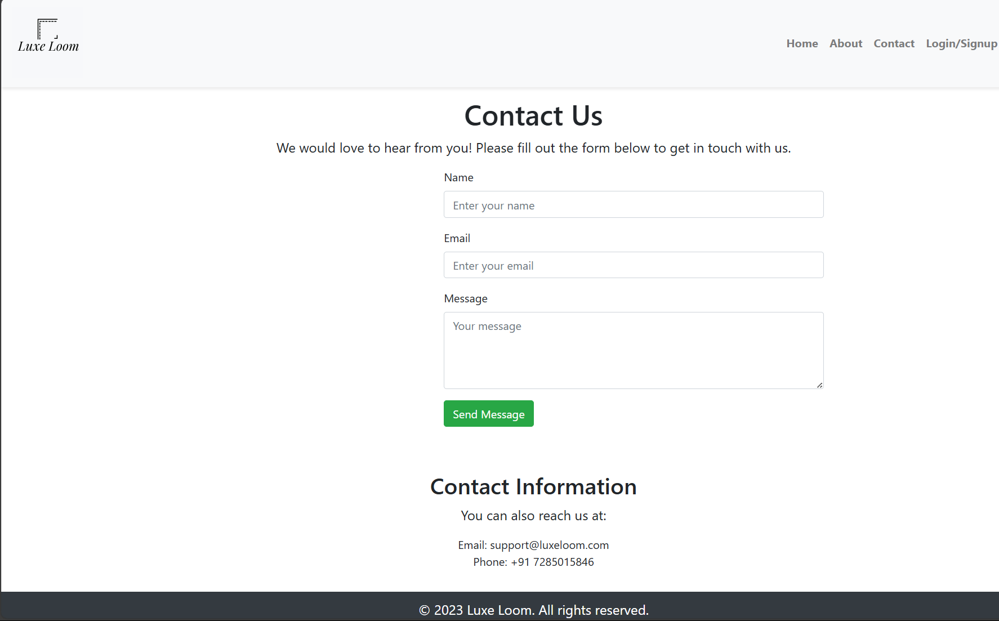 Luxe Loom
Home About Contact Login/Signup
Contact Us
We would love to hear from you! Please fill out the form below to get in touch with us.
Name
Enter your name
Email
Enter your email
Message
Your message
Send Message
Contact Information
You can also reach us at:
Email: support@luxeloom.com
Phone: +91 7285015846
© 2023 Luxe Loom. All rights reserved.